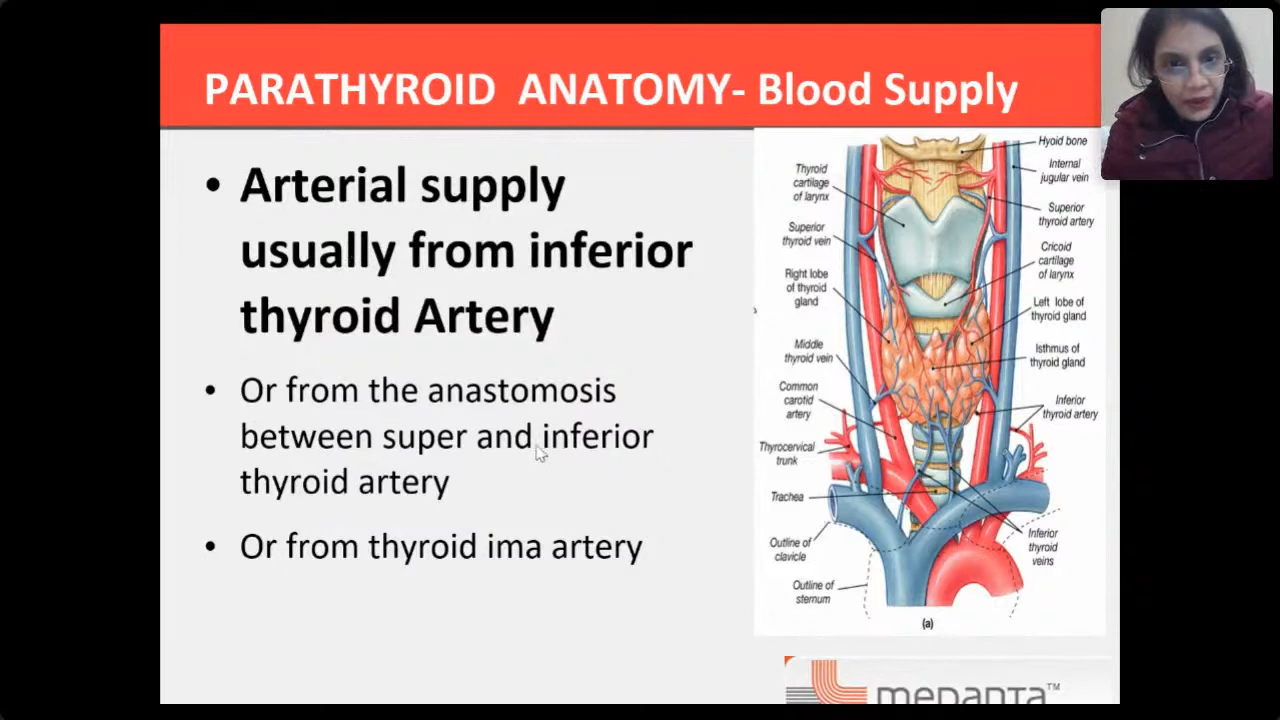 PARATHYROID  ANATOMY- Blood Supply
• Arterial supply
usually from inferior
thyroid Artery
• Or from the anastomosis
between super and inferior
thyroid artery
• Or from thyroid ima artery
Thyroid
cartilage
of larynx
Superior
thyroid vein
Right lobe
of thyroid
gland
Middle
thyroid vein
Common
carotid
artery
Thyrocervical
trunk
Trachea
Outline of
clavicle
Outline of
sternum
Hyoid bone
Internal
jugular vein
Superior
thyroid artery
Cricoid
cartilage
of larynx
Left lobe of
thyroid gland
Isthmus of
thyroid gland
Inferior
thyroid artery
Inferior
thyroid
veins
(a)
medanta™